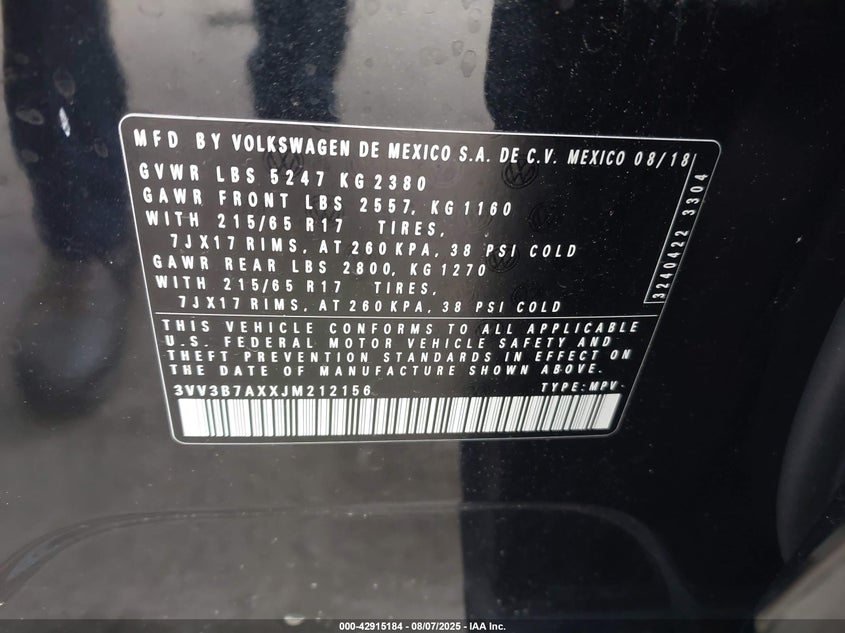 MFD BY VOLKSWAGEN DE MEXICO S.A. DE C.V. MEXICO 08/18
GVWR LBS 5247 KG 2380
GAWR FRONT LBS 2557, KG 1160
WITH 215/65 R17 TIRES,
7JX17 RIMS, AT 260 KPA, 38 PSI COLD
GAWR REAR LBS 2800, KG 1270
WITH 215/65 R17 TIRES,
7JX17 RIMS, AT 260 KPA, 38 PSI COLD
3240422 3304
THIS VEHICLE CONFORMS TO ALL APPLICABLE
U.S. FEDERAL MOTOR VEHICLE SAFETY AND
THEFT PREVENTION STANDARDS IN EFFECT ON
THE DATE OF MANUFACTURE SHOWN ABOVE.
3VV3B7AXXJM212156 TYPE: MPV
000-42915184 - 08/07/2025 - IAA Inc.